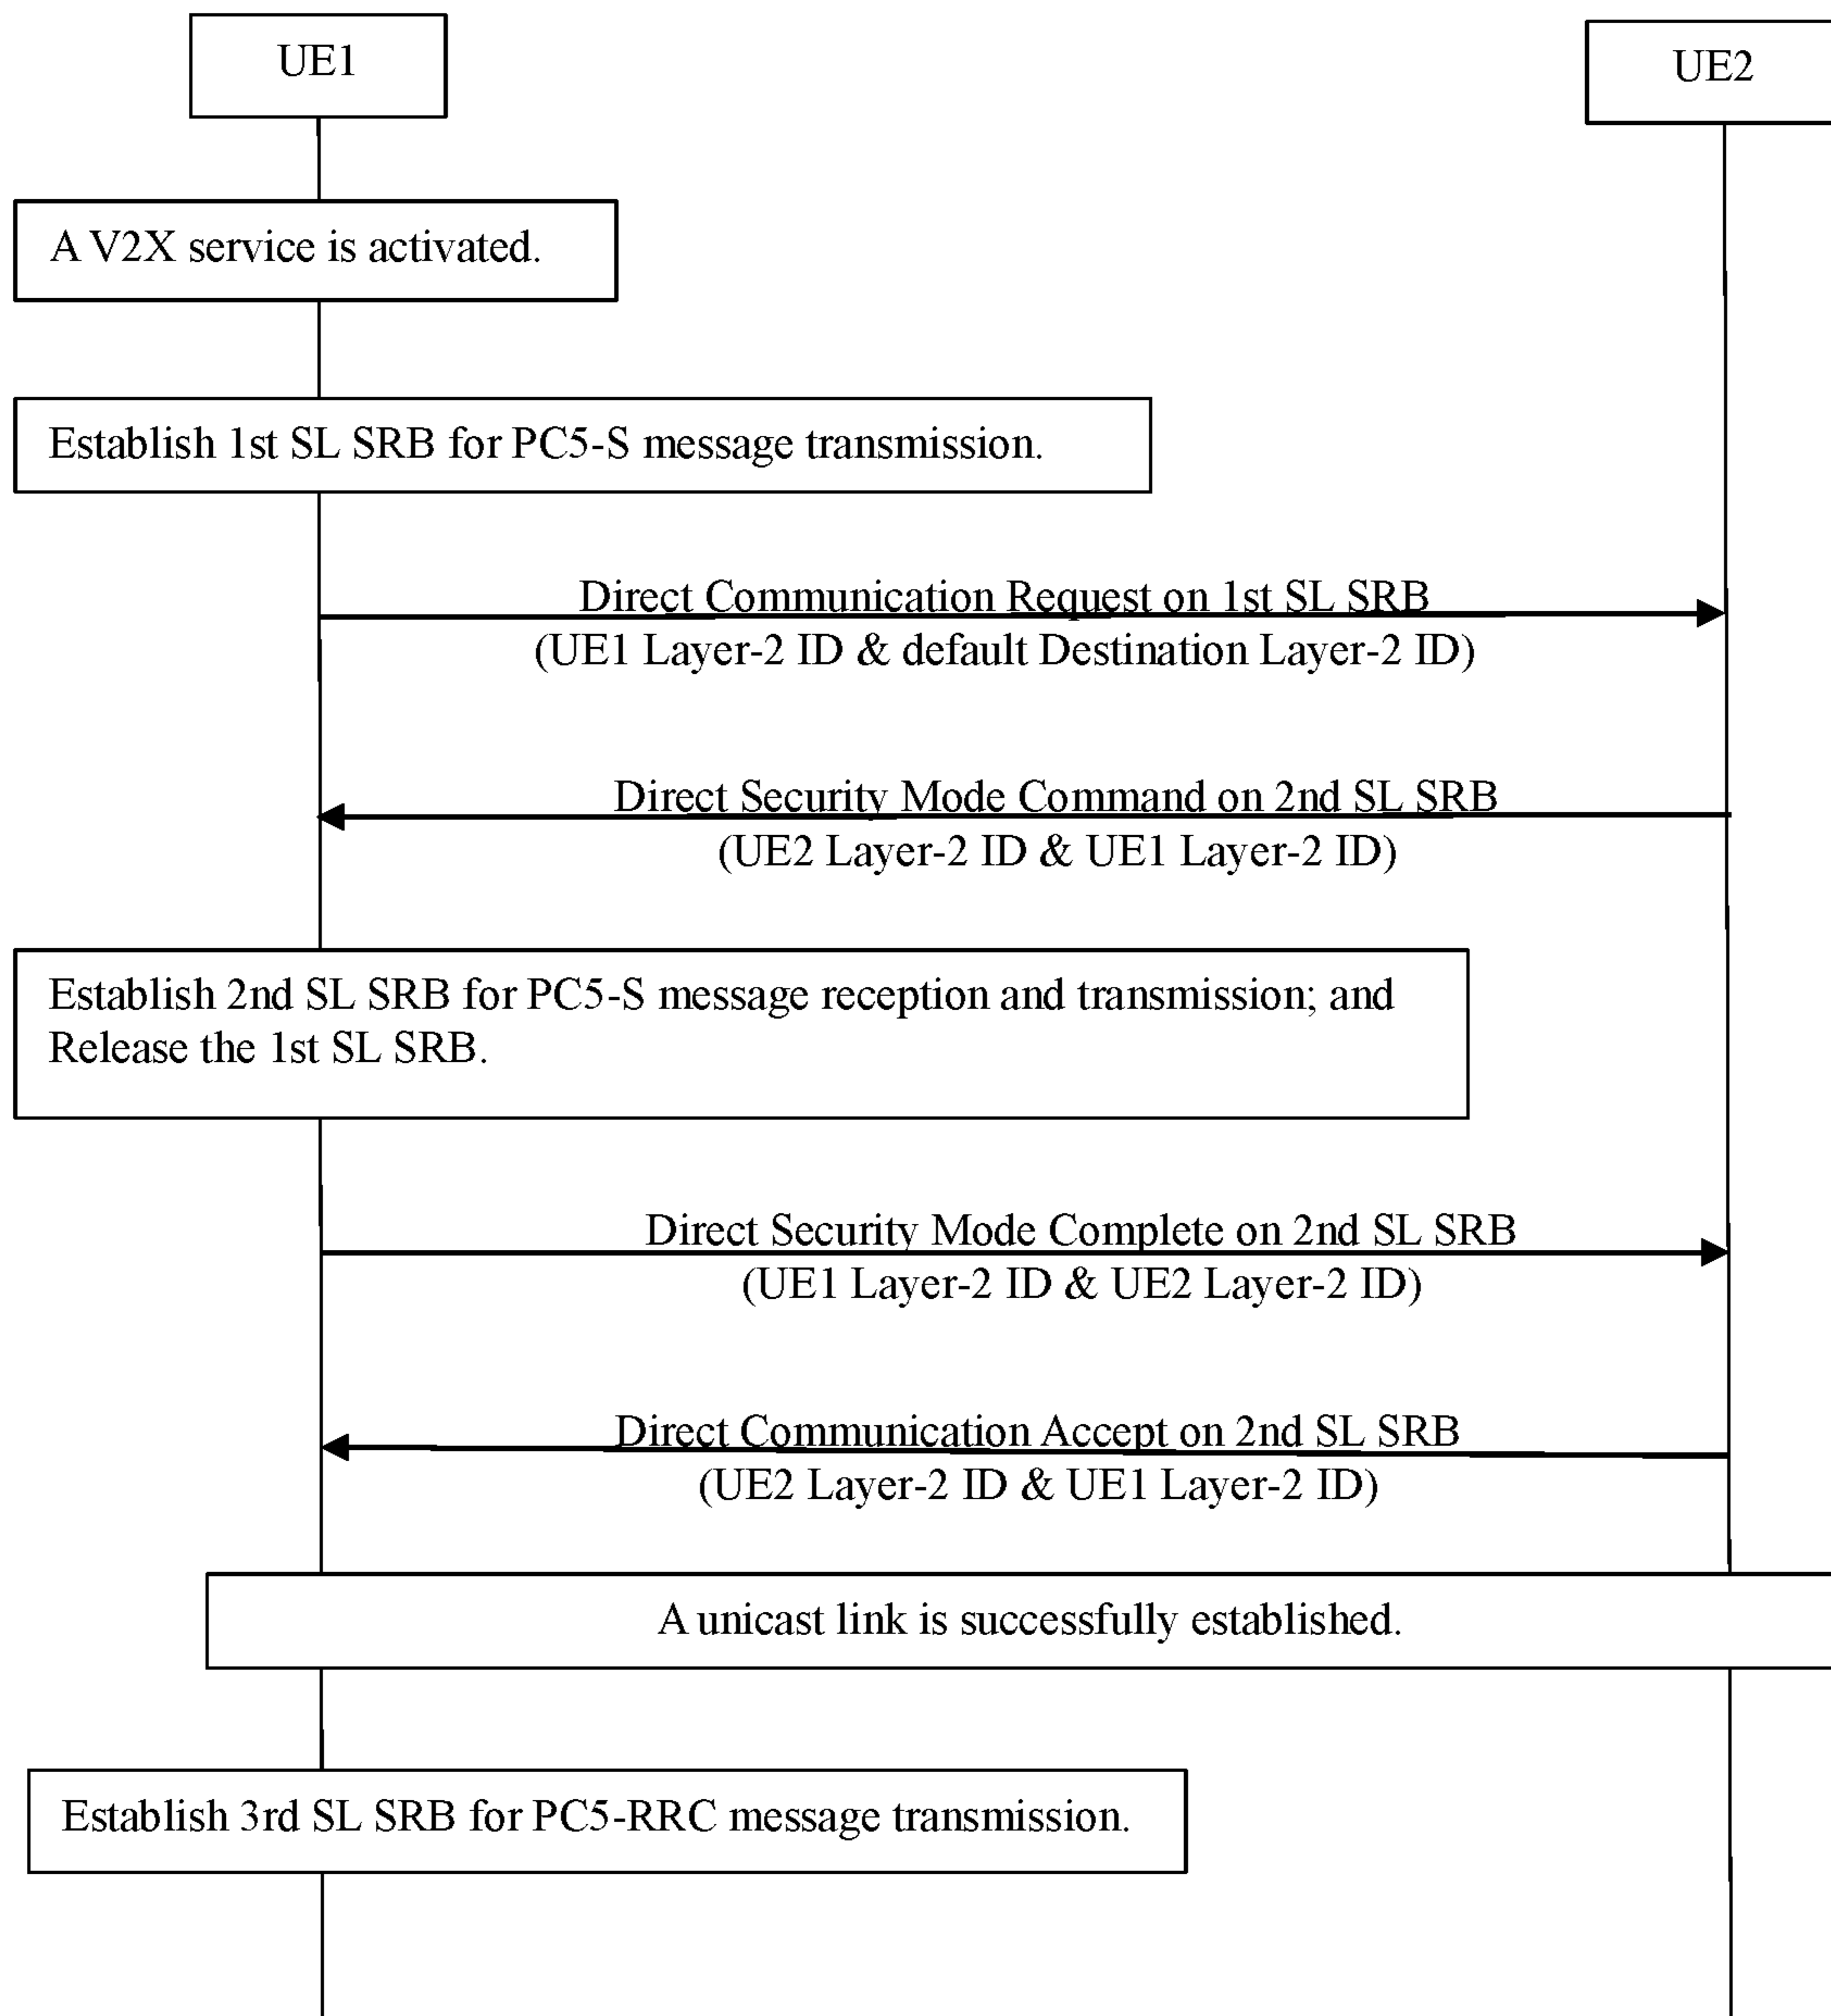 UE1
UE2
A V2X service is activated.
Establish 1st SL SRB for PC5-S message transmission.
Direct Communication Request on 1st SL SRB
(UE1 Layer-2 ID & default Destination Layer-2 ID)
Direct Security Mode Command on 2nd SL SRB
(UE2 Layer-2 ID & UE1 Layer-2 ID)
Establish 2nd SL SRB for PC5-S message reception and transmission; and
Release the 1st SL SRB.
Direct Security Mode Complete on 2nd SL SRB
(UE1 Layer-2 ID & UE2 Layer-2 ID)
Direct Communication Accept on 2nd SL SRB
(UE2 Layer-2 ID & UE1 Layer-2 ID)
A unicast link is successfully established.
Establish 3rd SL SRB for PC5-RRC message transmission.